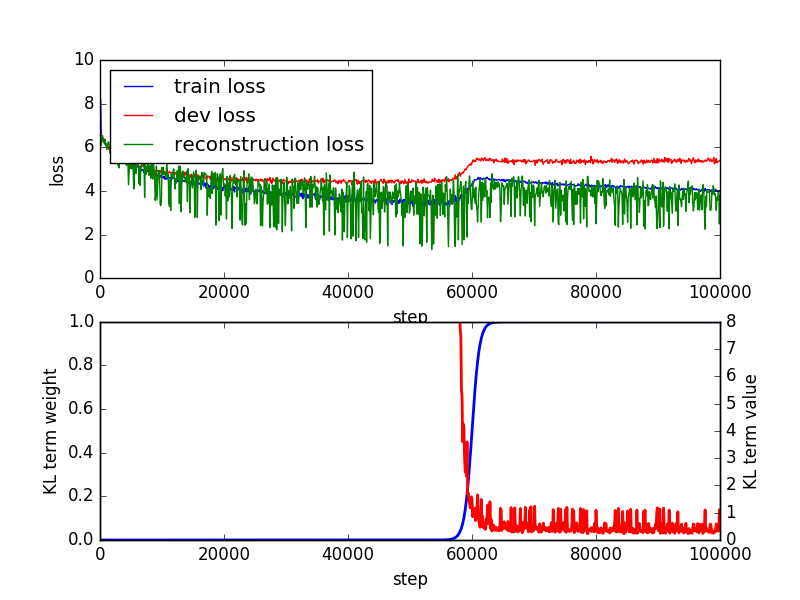 10
8
6
4
2
0
loss
train loss
dev loss
reconstruction loss
0 20000 40000 60000 80000 100000
step
1.0
0.8
0.6
0.4
0.2
0.0
KL term weight
8
7
6
5
4
3
2
1
0
KL term value
0 20000 40000 60000 80000 100000
step